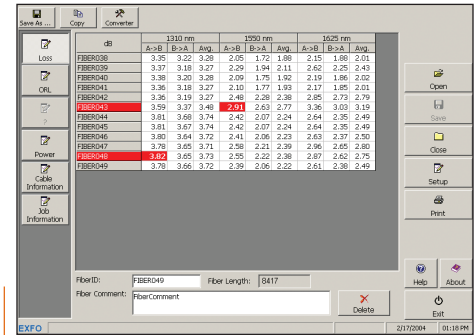 Save As ... Copy Converter
dB 1310 nm 1550 nm 1625 nm
A->B B->A Avg. A->B B->A Avg. A->B B->A Avg.
FIBER038 3.35 3.22 3.28 2.05 1.72 1.88 2.15 1.88 2.01
FIBER039 3.37 3.18 3.27 2.29 1.94 2.11 2.62 2.25 2.43
FIBER040 3.38 3.20 3.28 2.09 1.75 1.92 2.19 1.86 2.02
FIBER041 3.36 3.18 3.27 2.10 1.77 1.93 2.17 1.85 2.01
FIBER042 3.36 3.19 3.27 2.48 2.28 2.38 2.85 2.73 2.79
FIBER043 3.59 3.37 3.48 2.91 2.63 2.77 3.36 3.03 3.19
FIBER044 3.81 3.68 3.74 2.42 2.07 2.24 2.64 2.35 2.49
FIBER045 3.81 3.67 3.74 2.42 2.07 2.24 2.64 2.35 2.49
FIBER046 3.80 3.64 3.72 2.41 2.06 2.23 2.63 2.37 2.50
FIBER047 3.78 3.65 3.71 2.58 2.21 2.39 2.96 2.65 2.80
FIBER048 3.82 3.65 3.73 2.55 2.22 2.38 2.87 2.62 2.75
FIBER049 3.78 3.66 3.72 2.39 2.06 2.22 2.61 2.38 2.49
Loss
ORL
Power
Cable
Information
Job
Information
Open
Save
Close
Setup
Print
Help About
Exit
FiberID: FIBER049 Fiber Length: 8417
Fiber Comment: FiberComment
Delete
EXFO 2/17/2004 01:18 PM